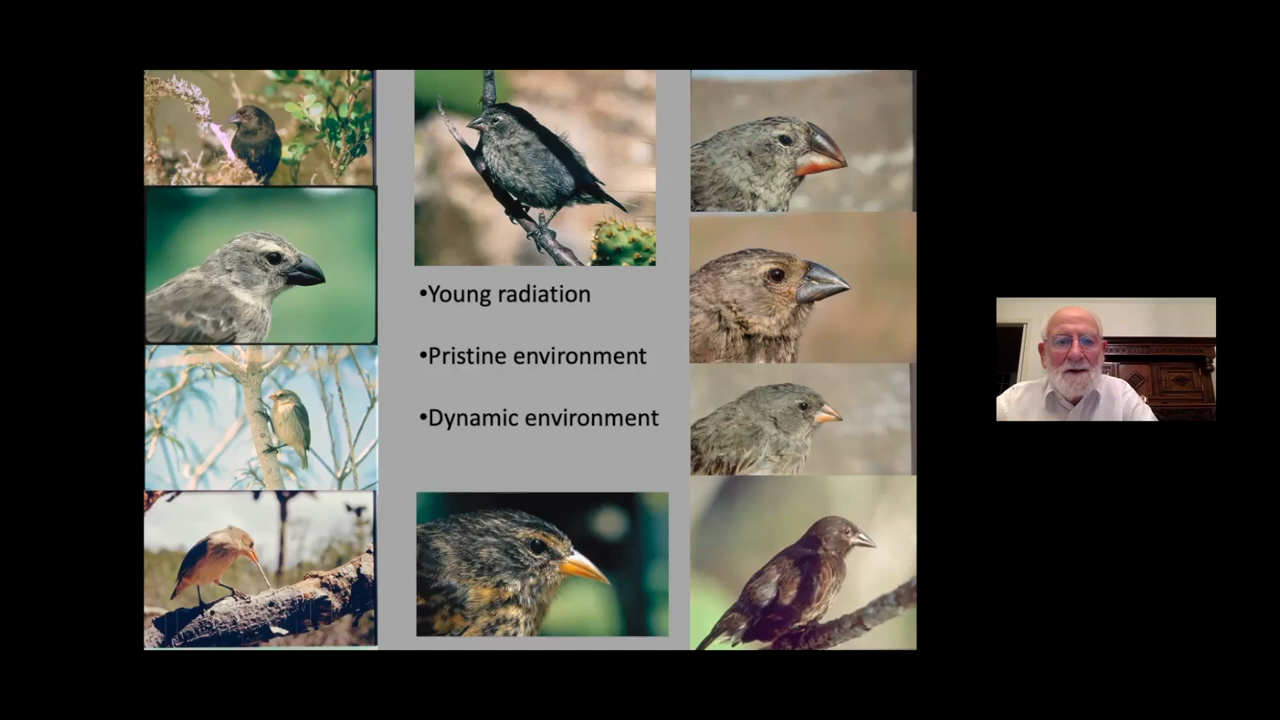 •Young radiation
•Pristine environment
•Dynamic environment